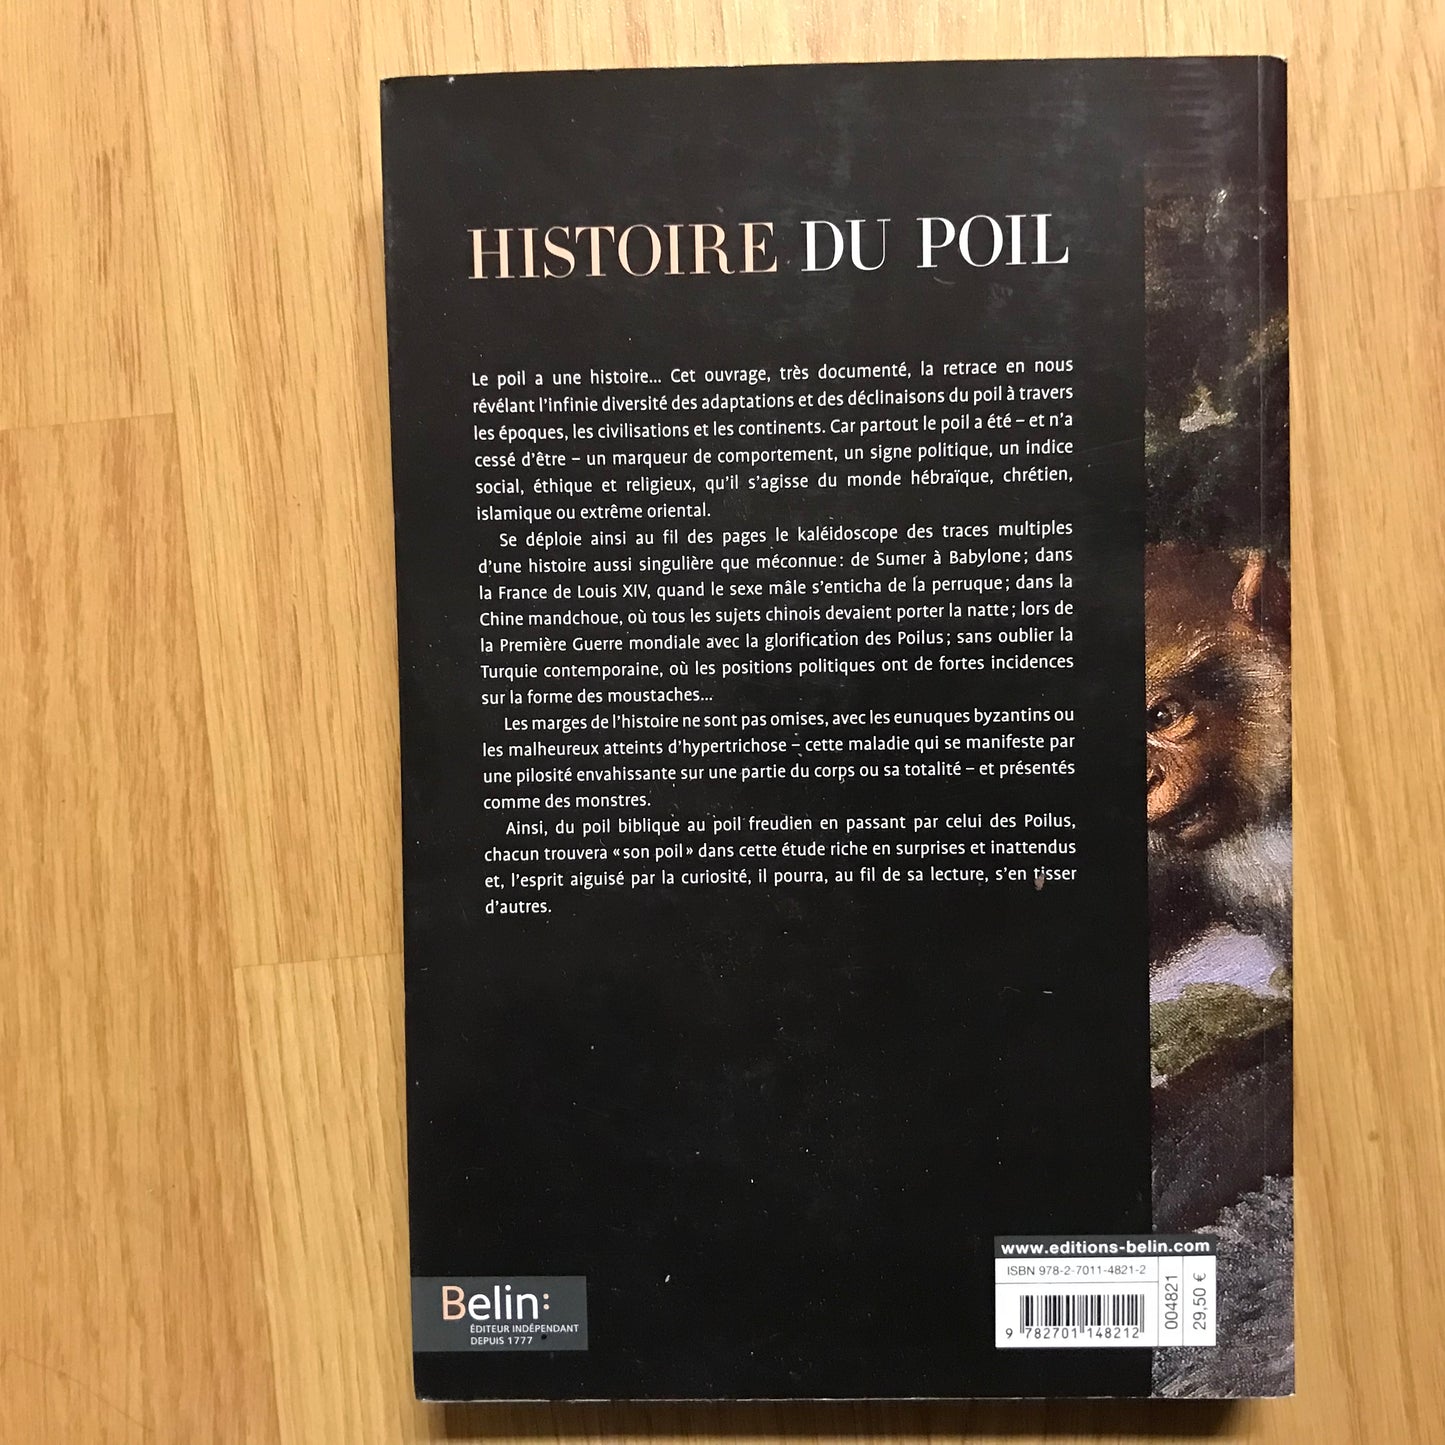 HISTOIRE DU POIL
Le poil a une histoire... Cet ouvrage, très documenté, la retrace en nous
révélant l'infinie diversité des adaptations et des déclinaisons du poil à travers
les époques, les civilisations et les continents. Car partout le poil a été – et n'a
cessé d'être – un marqueur de comportement, un signe politique, un indice
social, éthique et religieux, qu'il s'agisse du monde hébraïque, chrétien,
islamique ou extrême oriental.
Se déploie ainsi au fil des pages le kaléidoscope des traces multiples
d'une histoire aussi singulière que méconnue : de Sumer à Babylone ; dans
la France de Louis XIV, quand le sexe mâle s'enticha de la perruque ; dans la
Chine mandchoue, où tous les sujets chinois devaient porter la natte ; lors de
la Première Guerre mondiale avec la glorification des Poilus ; sans oublier la
Turquie contemporaine, où les positions politiques ont de fortes incidences
sur la forme des moustaches...
Les marges de l'histoire ne sont pas omises, avec les eunuques byzantins ou
les malheureux atteints d'hypertrichose – cette maladie qui se manifeste par
une pilosité envahissante sur une partie du corps ou sa totalité – et présentés
comme des monstres.
Ainsi, du poil biblique au poil freudien en passant par celui des Poilus,
chacun trouvera « son poil » dans cette étude riche en surprises et inattendus
et, l'esprit aiguisé par la curiosité, il pourra, au fil de sa lecture, s'en tisser
d'autres.
Belin:
ÉDITEUR INDÉPENDANT
DEPUIS 1777
www.editions-belin.com
ISBN 978-2-7011-4821-2
9 782701 148212
004821
29,50 €